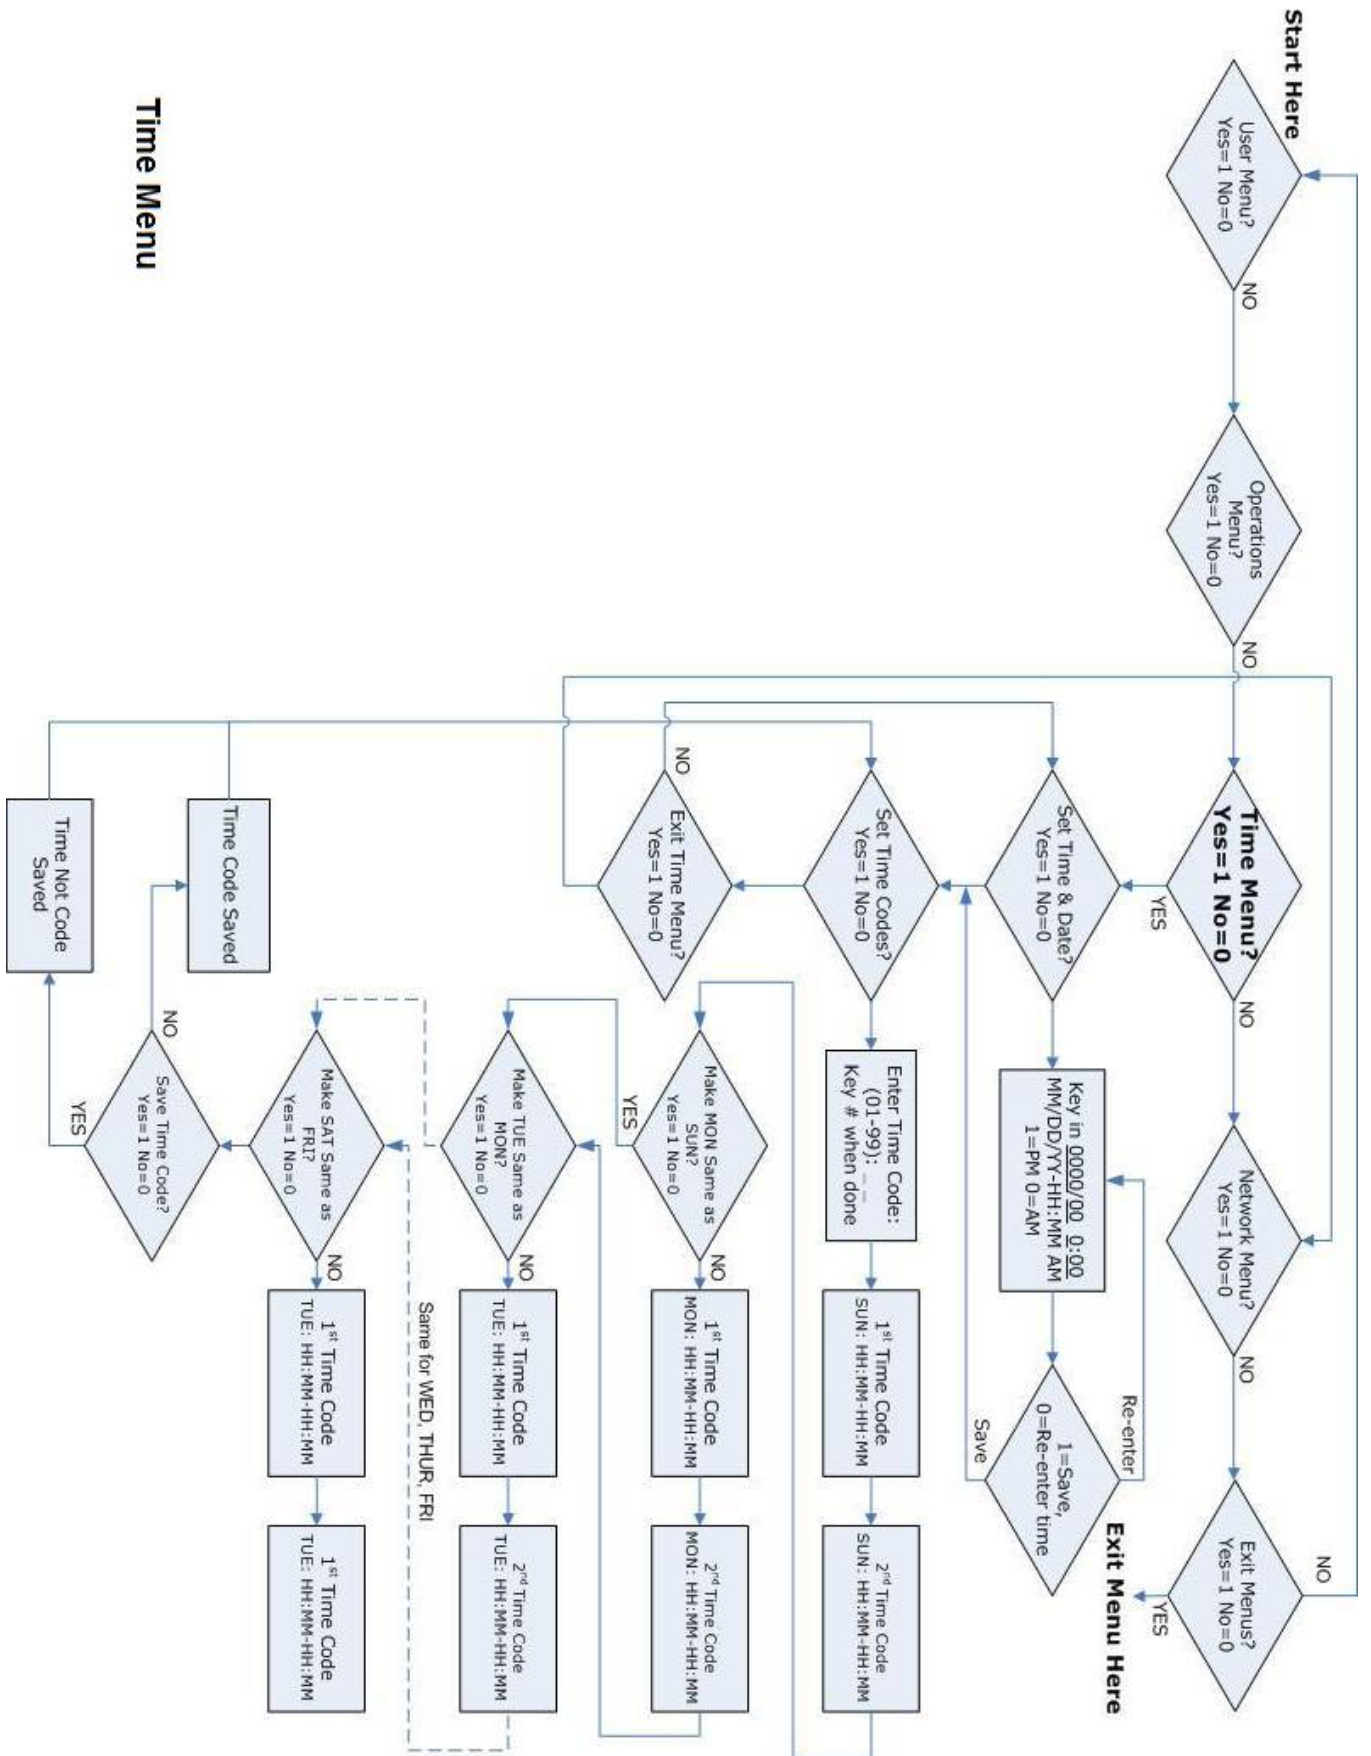 Start Here
User Menu?
Yes=1 No=0
NO
Operations
Menu?
Yes=1 No=0
NO
Time Menu?
Yes=1 No=0
NO
Network Menu?
Yes=1 No=0
NO
Exit Menus?
Yes=1 No=0
NO
YES
Exit Menu Here
YES
Set Time & Date?
Yes=1 No=0
Key in 0000/00 0:00
MM/DD/YY-HH:MM AM
1=PM 0=AM
1=Save,
0=Re-enter time
Re-enter
Save
Set Time Codes?
Yes=1 No=0
Enter Time Code:
(01-99): _ _
Key # when done
1st Time Code
SUN: HH:MM-HH:MM
2nd Time Code
SUN: HH:MM-HH:MM
Exit Time Menu?
Yes=1 No=0
NO
Make MON Same as
SUN?
Yes=1 No=0
YES
NO
1st Time Code
MON: HH:MM-HH:MM
2nd Time Code
MON: HH:MM-HH:MM
Make TUE Same as
MON?
Yes=1 No=0
NO
1st Time Code
TUE: HH:MM-HH:MM
2nd Time Code
TUE: HH:MM-HH:MM
Same for WED, THUR, FRI
Make SAT Same as
FRI?
Yes=1 No=0
NO
1st Time Code
TUE: HH:MM-HH:MM
1st Time Code
TUE: HH:MM-HH:MM
Time Code Saved
NO
Save Time Code?
Yes=1 No=0
YES
Time Not Code
Saved
Time Menu